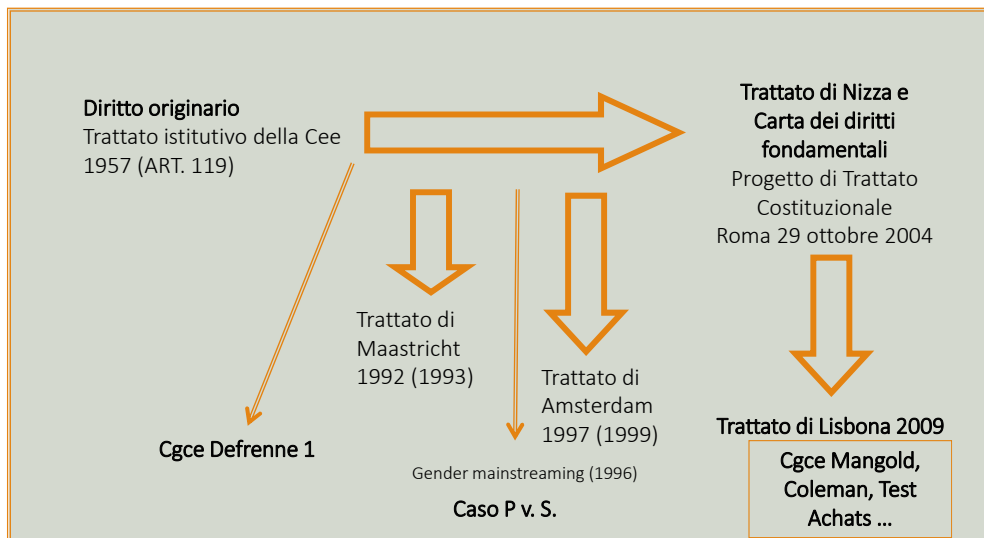 Diritto originario
Trattato istitutivo della Cee
1957 (ART. 119)
Trattato di Nizza e
Carta dei diritti
fondamentali
Progetto di Trattato
Costituzionale
Roma 29 ottobre 2004
Trattato di
Maastricht
1992 (1993)
Trattato di
Amsterdam
1997 (1999)
Cgce Defrenne 1
Gender mainstreaming (1996)
Caso P v. S.
Trattato di Lisbona 2009
Cgce Mangold,
Coleman, Test
Achats ...